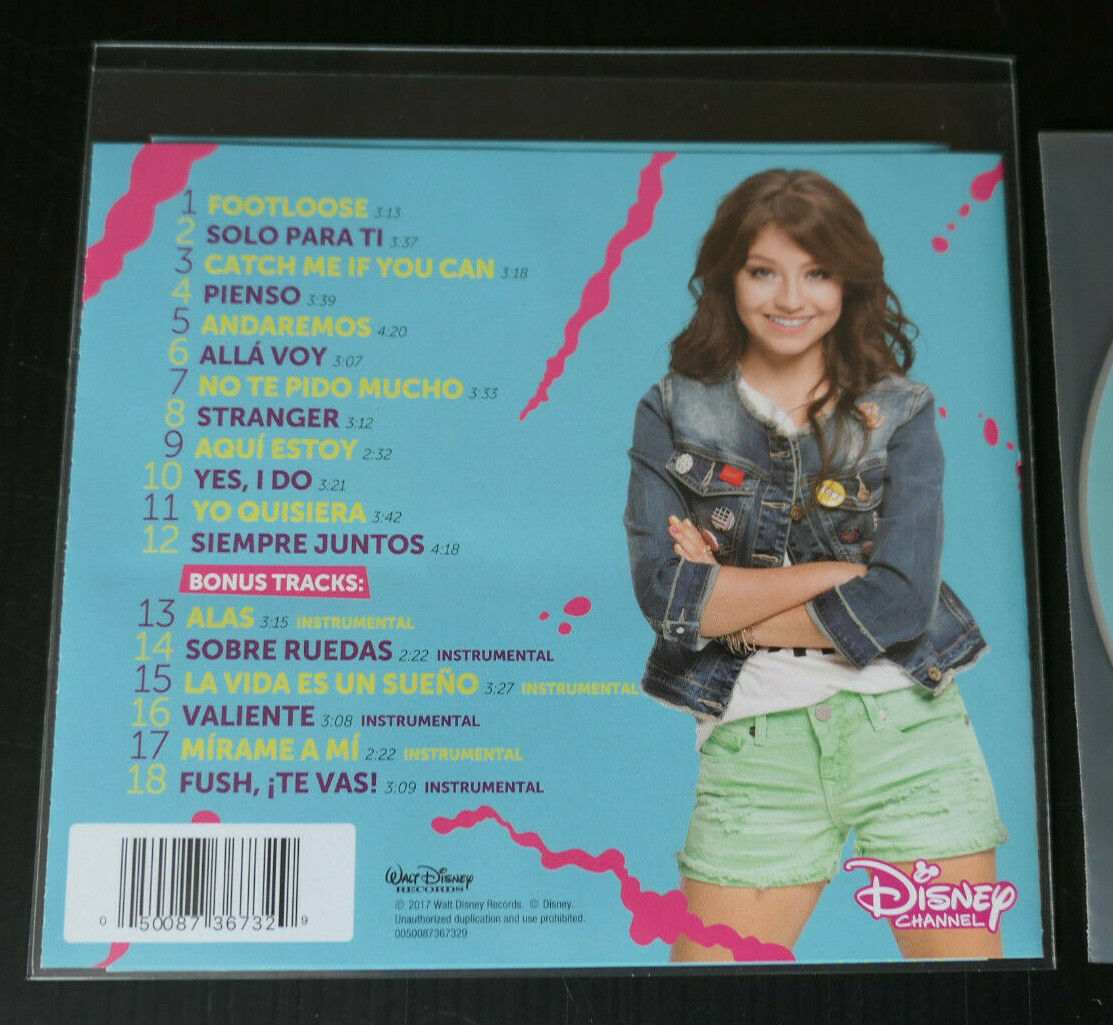 1 FOOTLOOSE 3:13
2 SOLO PARA TI 3:37
3 CATCH ME IF YOU CAN 3:18
4 PIENSO 3:39
5 ANDAREMOS 4:20
6 ALLÁ VOY 3:07
7 NO TE PIDO MUCHO 3:33
8 STRANGER 3:12
9 AQUÍ ESTOY 2:32
10 YES, I DO 3:21
11 YO QUISIERA 3:42
12 SIEMPRE JUNTOS 4:18
BONUS TRACKS:
13 ALAS 3:15 INSTRUMENTAL
14 SOBRE RUEDAS 2:22 INSTRUMENTAL
15 LA VIDA ES UN SUEÑO 3:27 INSTRUMENTAL
16 VALIENTE 3:08 INSTRUMENTAL
17 MÍRAME A MÍ 2:22 INSTRUMENTAL
18 FUSH, ¡TE VAS! 3:09 INSTRUMENTAL
0 50087 36732 9
WALT DISNEY
RECORDS
© 2017 Walt Disney Records. © Disney.
Unauthorized duplication and use prohibited.
0050087367329
DISNEY
CHANNEL